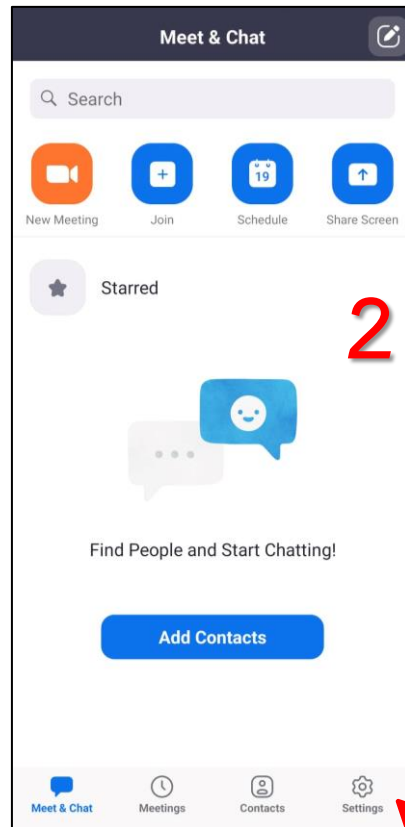 Meet & Chat
Search
19
New Meeting Join Schedule Share Screen
Starred
2
Find People and Start Chatting!
Add Contacts
Meet & Chat Meetings Contacts Settings